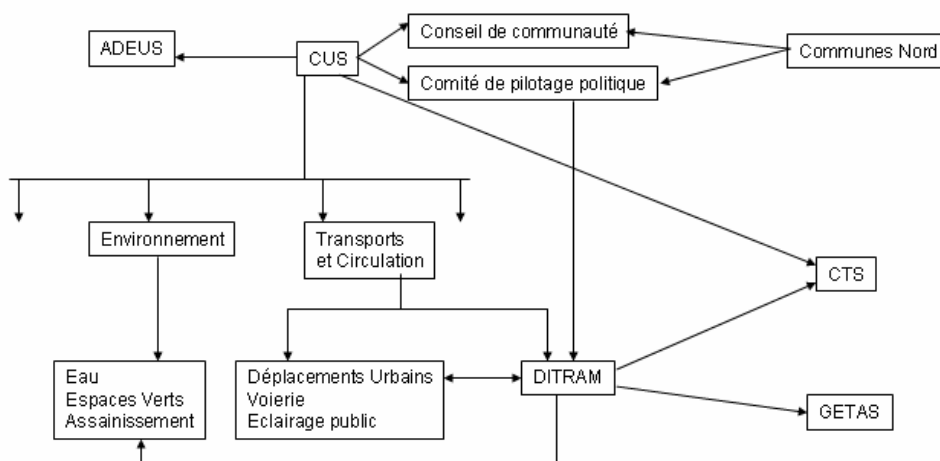 Conseil de communauté
ADEUS
CUS
Communes Nord
Comité de pilotage politique
Environnement
Transports
et Circulation
CTS
Eau
Espaces Verts
Assainissement
Déplacements Urbains
Voierie
Eclairage public
DITRAM
GETAS